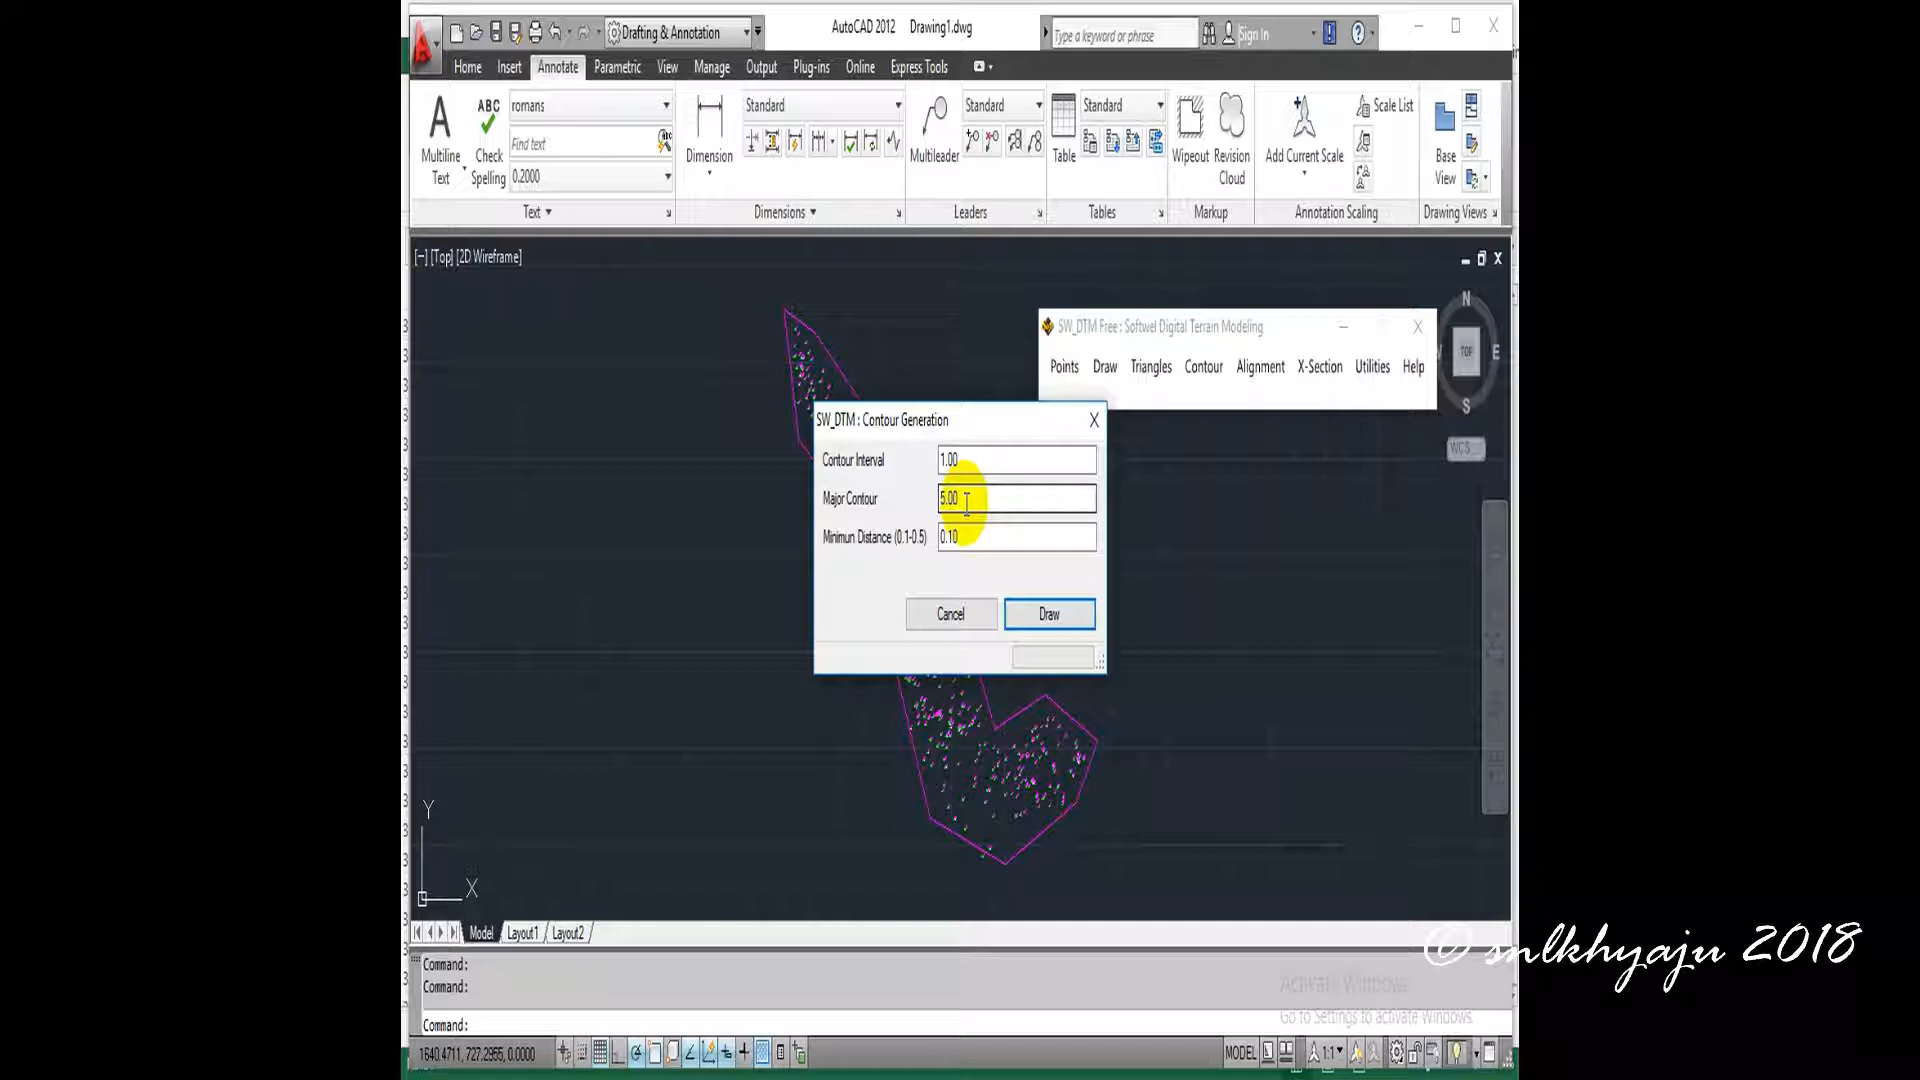 AutoCAD 2012 Drawing1.dwg
Drafting & Annotation
Type a keyword or phrase
Sign In
Home Insert Annotate Parametric View Manage Output Plug-ins Online Express Tools
Multiline Text
ABC
Check Spelling
romans
Find text
0.2000
Text
Dimension
Standard
Dimensions
Multileader
Standard
Leaders
Table
Standard
Tables
Wipeout
Revision Cloud
Markup
Add Current Scale
Scale List
Annotation Scaling
Base View
Drawing Views
[−] [Top] [2D Wireframe]
N
TOP
E
S
WCS
SW_DTM Free : Softwel Digital Terrain Modeling
Points Draw Triangles Contour Alignment X-Section Utilities Help
SW_DTM : Contour Generation
Contour Interval 1.00
Major Contour 5.00
Minimun Distance (0.1-0.5) 0.10
Cancel Draw
Y
X
Model Layout1 Layout2
Command:
Command:
Command:
Activate Windows
Go to Settings to activate Windows.
1640.4711, 727.2955, 0.0000
MODEL
1:1
© snlkhyaju 2018